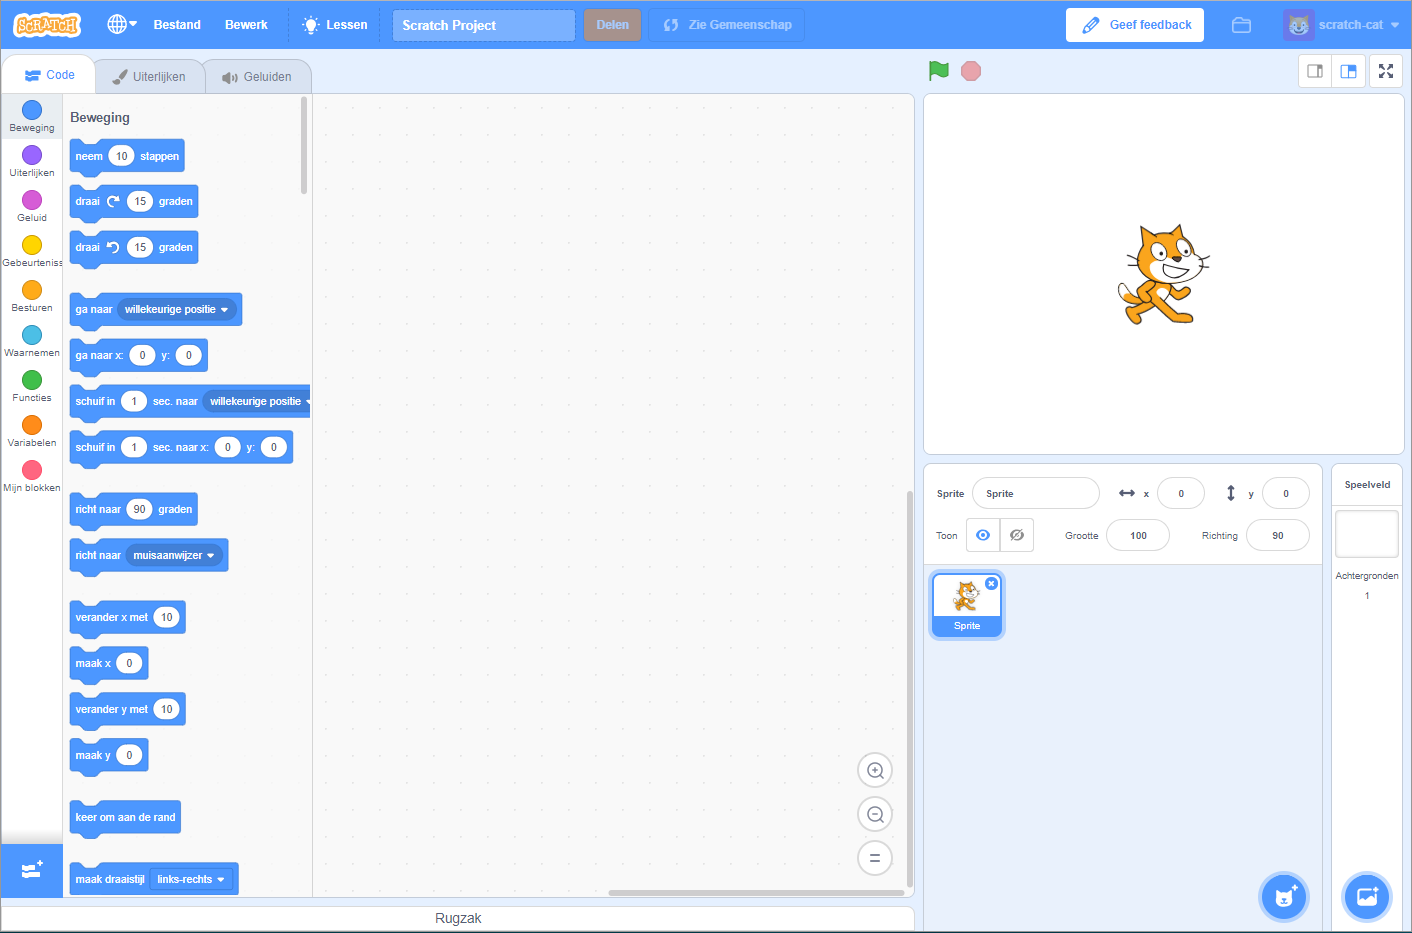 SCRATCH Bestand Bewerk Lessen Scratch Project Delen Zie Gemeenschap Geef feedback scratch-cat
Code Uiterlijken Geluiden
Beweging
Uiterlijken
Geluid
Gebeurteniss
Besturen
Waarnemen
Functies
Variabelen
Mijn blokken
Beweging
neem 10 stappen
draai 15 graden
draai 15 graden
ga naar willekeurige positie
ga naar x: 0 y: 0
schuif in 1 sec. naar willekeurige positie
schuif in 1 sec. naar x: 0 y: 0
richt naar 90 graden
richt naar muisaanwijzer
verander x met 10
maak x 0
verander y met 10
maak y 0
keer om aan de rand
maak draaistijl links-rechts
Rugzak
Sprite Sprite x 0 y 0
Toon Grootte 100 Richting 90
Sprite
Speelveld
Achtergronden
1